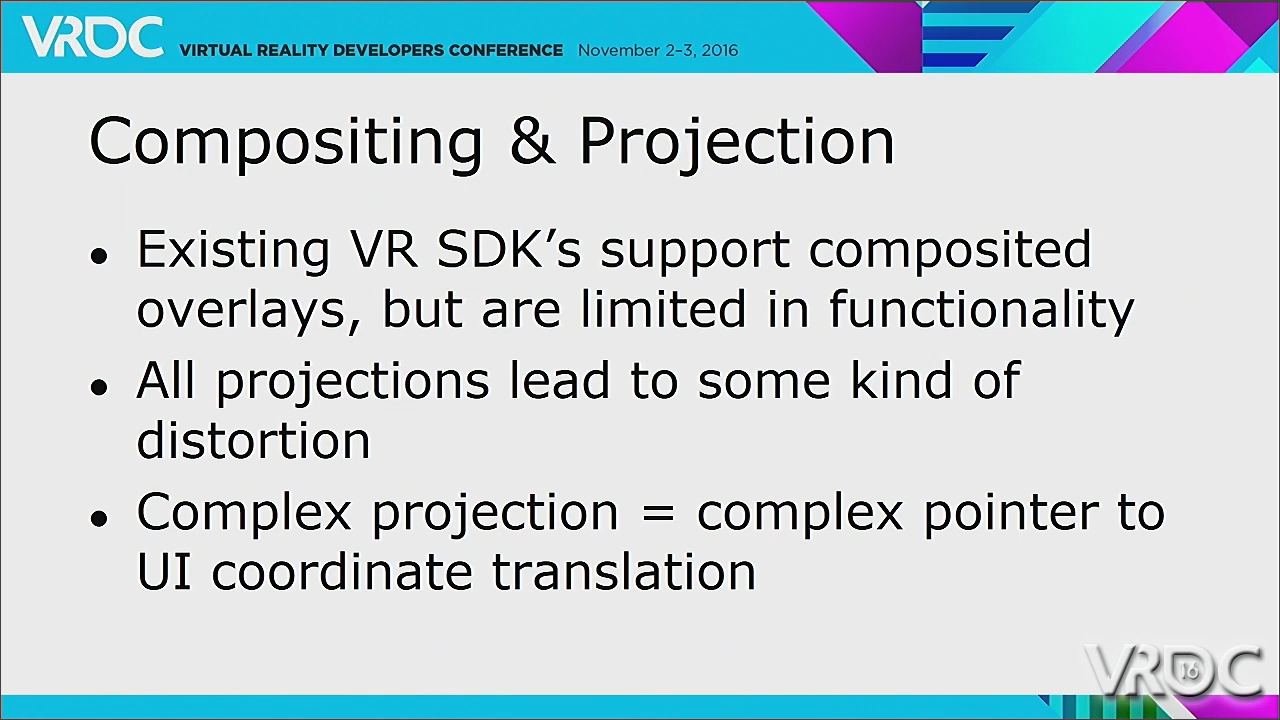 VRDC VIRTUAL REALITY DEVELOPERS CONFERENCE November 2–3, 2016
Compositing & Projection
• Existing VR SDK’s support composited
overlays, but are limited in functionality
• All projections lead to some kind of
distortion
• Complex projection = complex pointer to
UI coordinate translation
VRDC 16